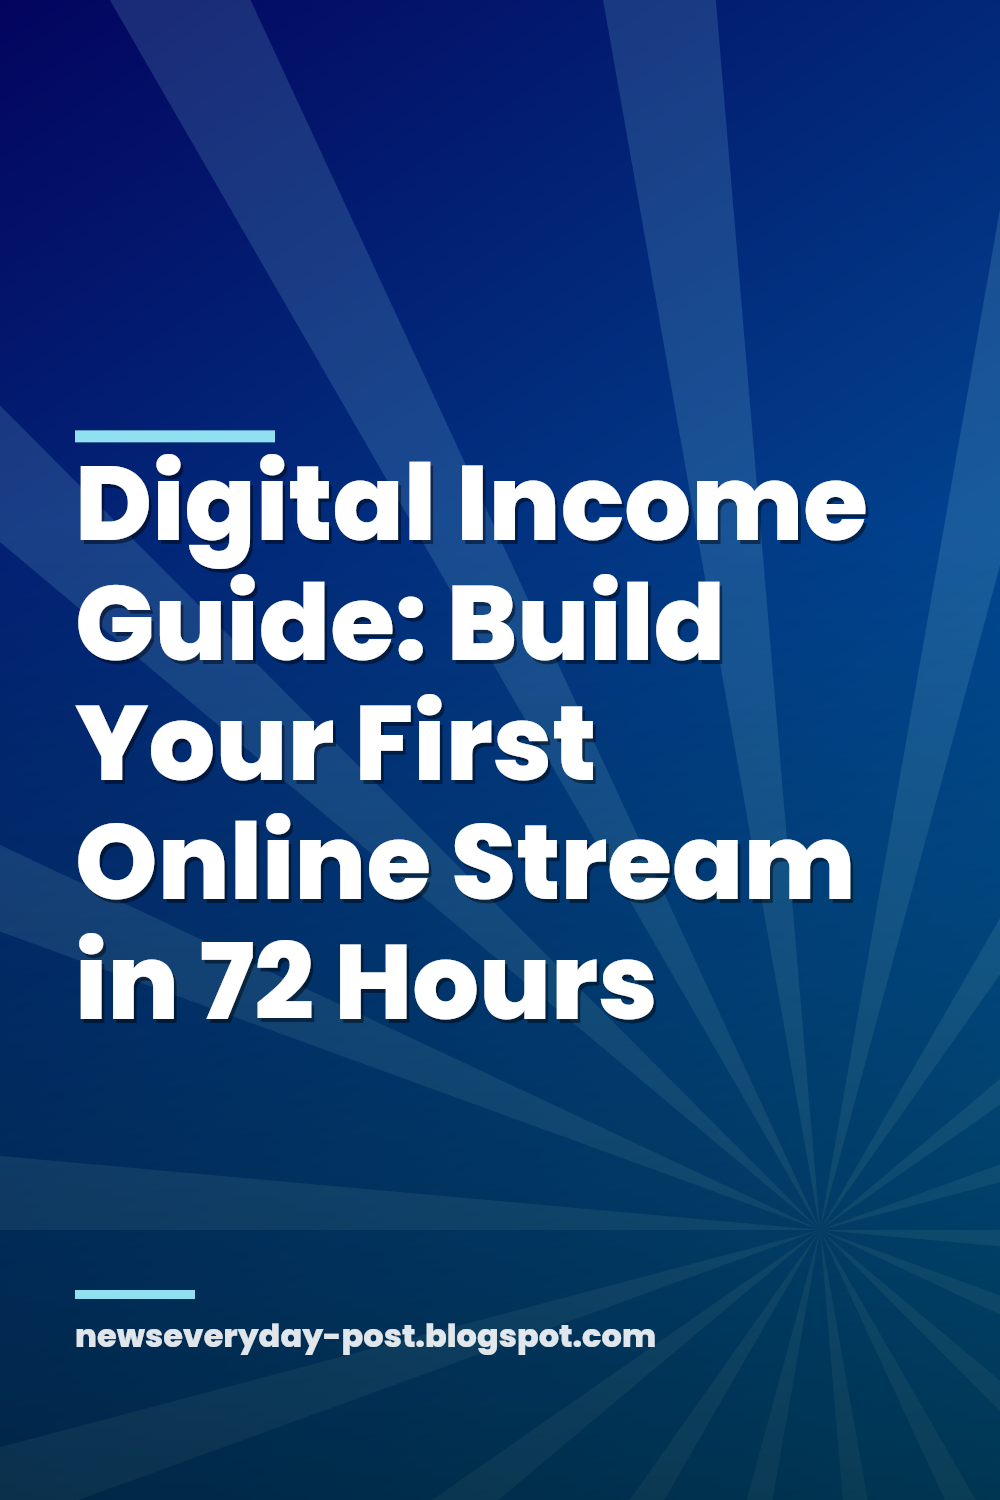 Digital Income
Guide: Build
Your First
Online Stream
in 72 Hours
newseveryday-post.blogspot.com